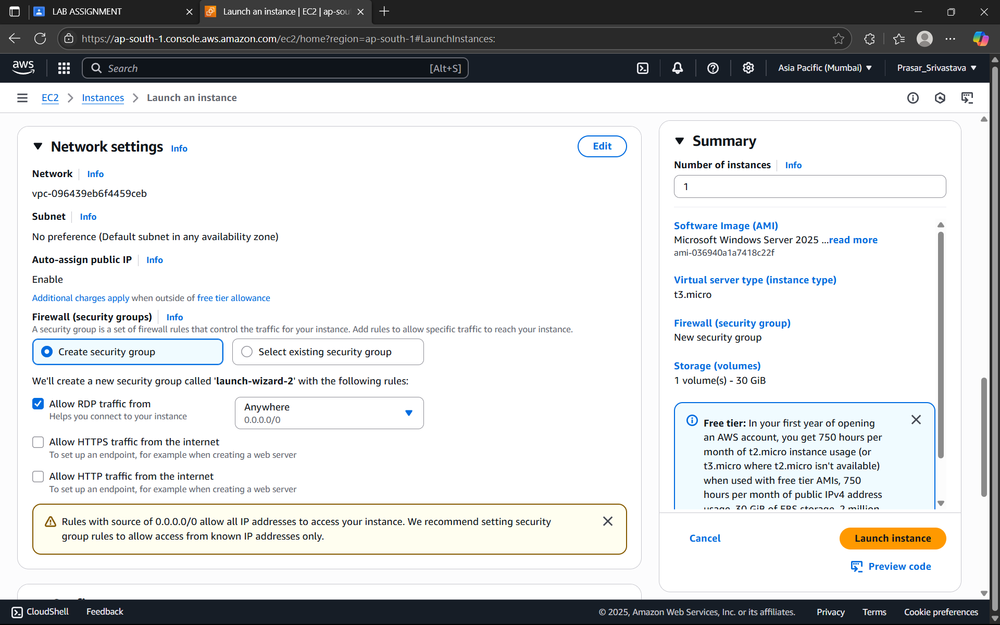 LAB ASSIGNMENT
Launch an instance | EC2 | ap-sou
https://ap-south-1.console.aws.amazon.com/ec2/home?region=ap-south-1#LaunchInstances:
aws
Search
[Alt+S]
Asia Pacific (Mumbai)
Prasar_Srivastava
EC2
Instances
Launch an instance
Network settings Info
Edit
Network Info
vpc-096439eb6f4459ceb
Subnet Info
No preference (Default subnet in any availability zone)
Auto-assign public IP Info
Enable
Additional charges apply when outside of free tier allowance
Firewall (security groups) Info
A security group is a set of firewall rules that control the traffic for your instance. Add rules to allow specific traffic to reach your instance.
Create security group
Select existing security group
We'll create a new security group called 'launch-wizard-2' with the following rules:
Allow RDP traffic from
Helps you connect to your instance
Anywhere
0.0.0.0/0
Allow HTTPS traffic from the internet
To set up an endpoint, for example when creating a web server
Allow HTTP traffic from the internet
To set up an endpoint, for example when creating a web server
Rules with source of 0.0.0.0/0 allow all IP addresses to access your instance. We recommend setting security
group rules to allow access from known IP addresses only.
Summary
Number of instances Info
1
Software Image (AMI)
Microsoft Windows Server 2025 ...read more
ami-036940a1a7418c22f
Virtual server type (instance type)
t3.micro
Firewall (security group)
New security group
Storage (volumes)
1 volume(s) - 30 GiB
Free tier: In your first year of opening
an AWS account, you get 750 hours per
month of t2.micro instance usage (or
t3.micro where t2.micro isn't available)
when used with free tier AMIs, 750
hours per month of public IPv4 address
usage, 30 GiB of EBS storage, 2 million
Cancel
Launch instance
Preview code
CloudShell
Feedback
© 2025, Amazon Web Services, Inc. or its affiliates.
Privacy
Terms
Cookie preferences